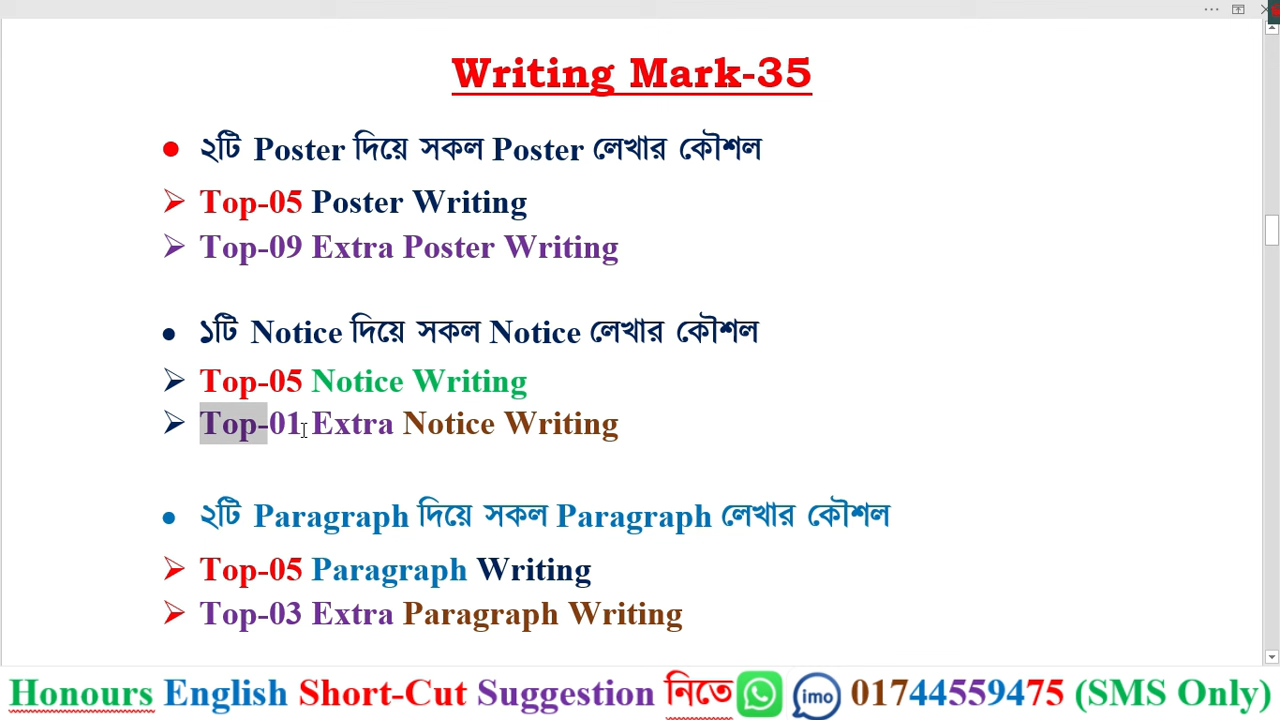 Writing Mark-35
২টি Poster দিয়ে সকল Poster লেখার কৌশল
Top-05 Poster Writing
Top-09 Extra Poster Writing
১টি Notice দিয়ে সকল Notice লেখার কৌশল
Top-05 Notice Writing
Top-01 Extra Notice Writing
২টি Paragraph দিয়ে সকল Paragraph লেখার কৌশল
Top-05 Paragraph Writing
Top-03 Extra Paragraph Writing
Honours English Short-Cut Suggestion নিতে imo 01744559475 (SMS Only)